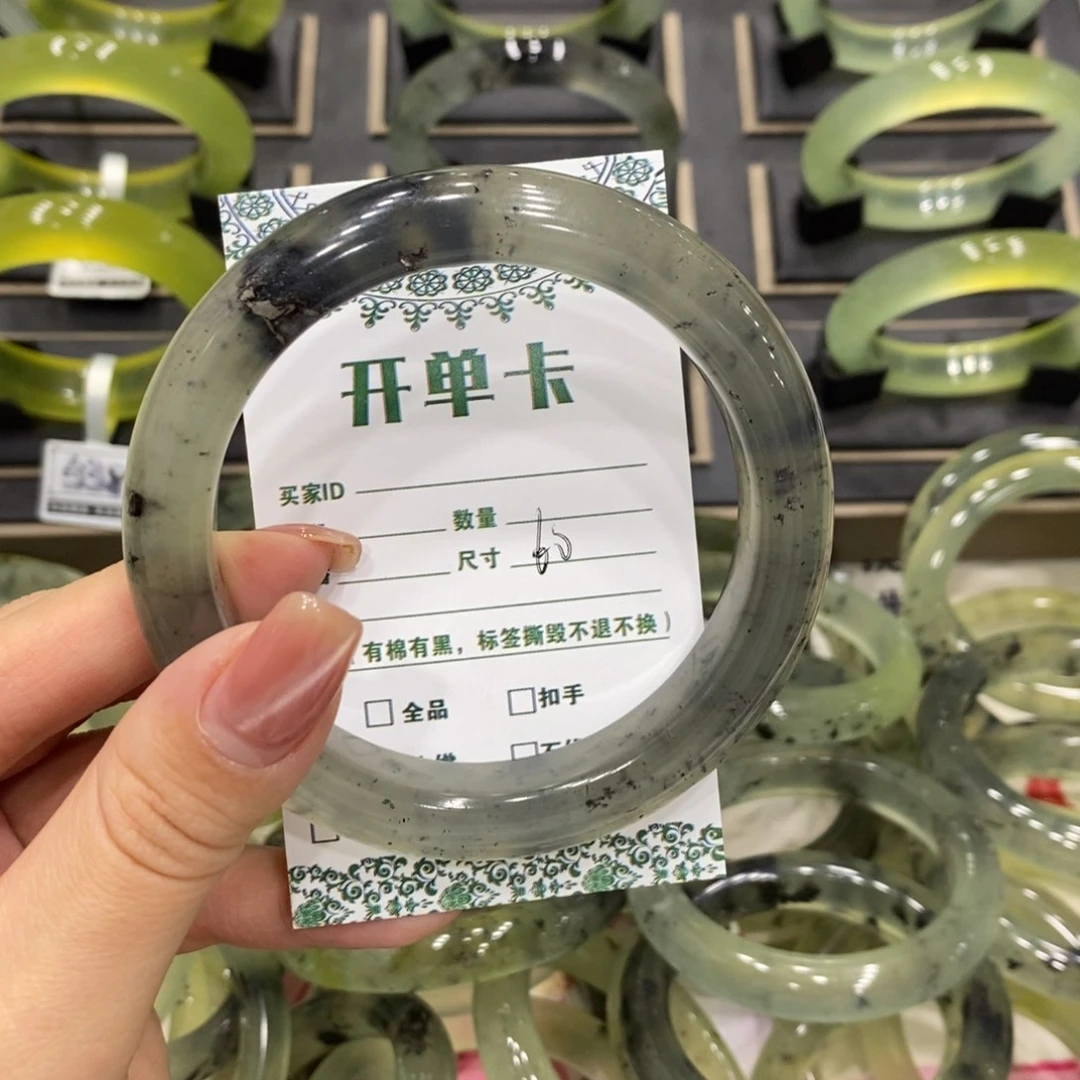 开单卡
买家ID
数量
尺寸 60
有棉有黑，标签撕毁不退不换）
全品 扣手